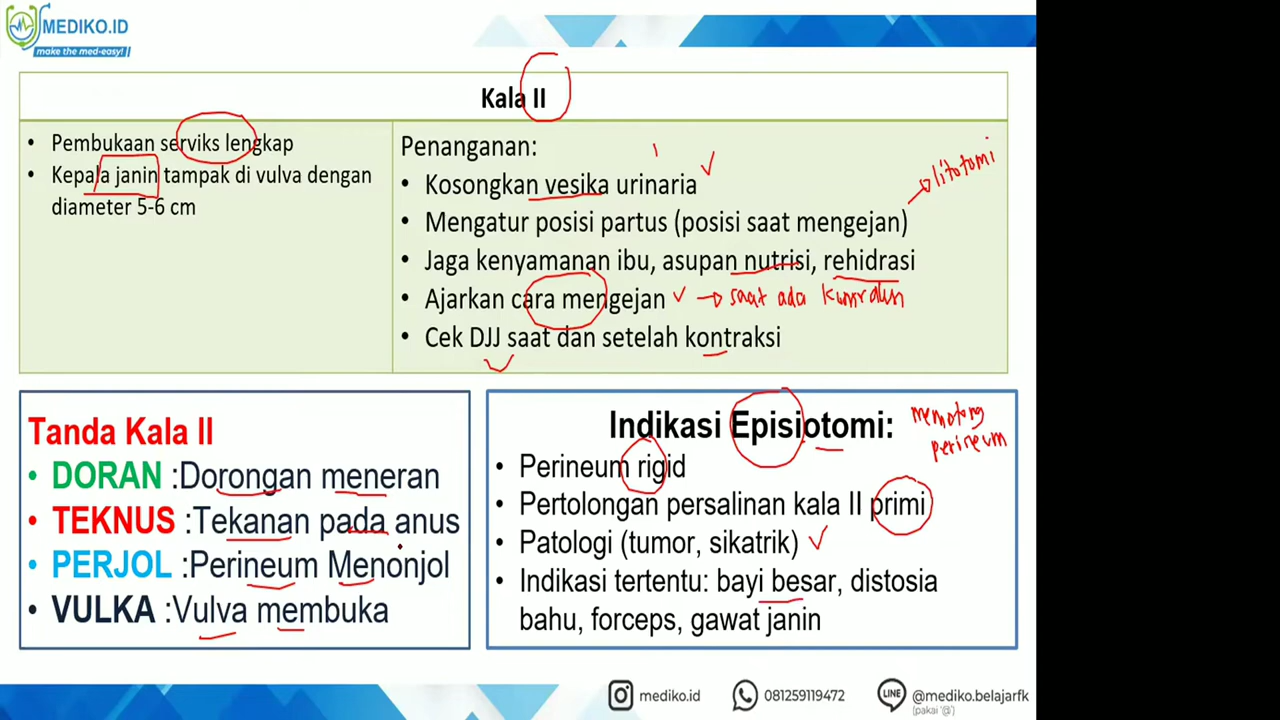 MEDIKO.ID
make the med-easy!
Kala II
• Pembukaan serviks lengkap
• Kepala janin tampak di vulva dengan
diameter 5-6 cm
Penanganan:
• Kosongkan vesika urinaria
• Mengatur posisi partus (posisi saat mengejan)
litotomi
• Jaga kenyamanan ibu, asupan nutrisi, rehidrasi
• Ajarkan cara mengejan
saat ada
• Cek DJJ saat dan setelah kontraksi
Tanda Kala II
• DORAN :Dorongan meneran
• TEKNUS :Tekanan pada anus
• PERJOL :Perineum Menonjol
• VULKA :Vulva membuka
Indikasi Episiotomi:
memotong
perineum
• Perineum rigid
• Pertolongan persalinan kala II primi
• Patologi (tumor, sikatrik)
• Indikasi tertentu: bayi besar, distosia
bahu, forceps, gawat janin
mediko.id
081259119472
LINE
@mediko.belajarfk
(pakai '@')